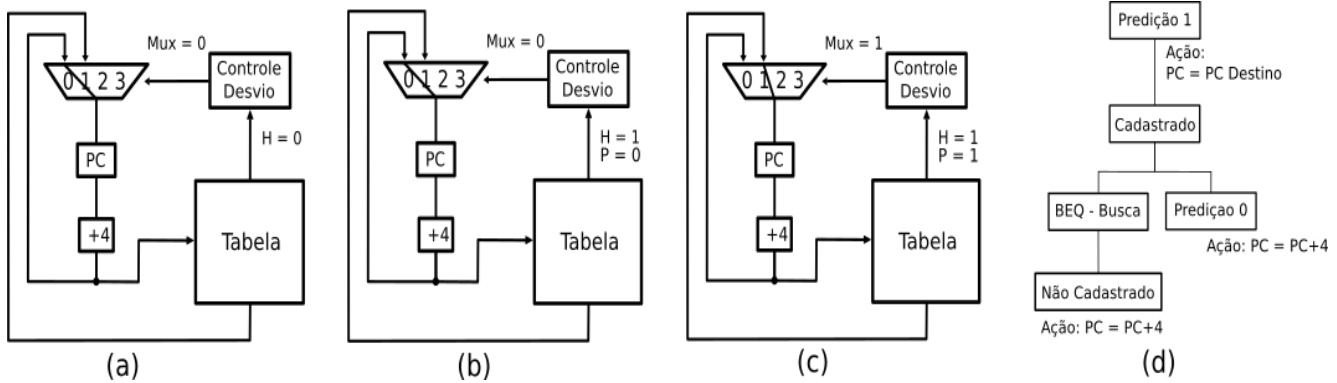 Mux = 0
0 1 2 3
Controle
Desvio
H = 0
PC
+4
Tabela
(a)
Mux = 0
0 1 2 3
Controle
Desvio
H = 1
P = 0
PC
+4
Tabela
(b)
Mux = 1
0 1 2 3
Controle
Desvio
H = 1
P = 1
PC
+4
Tabela
(c)
Predição 1
Ação:
PC = PC Destino
Cadastrado
BEQ - Busca
Prediçao 0
Ação: PC = PC+4
Não Cadastrado
Ação: PC = PC+4
(d)